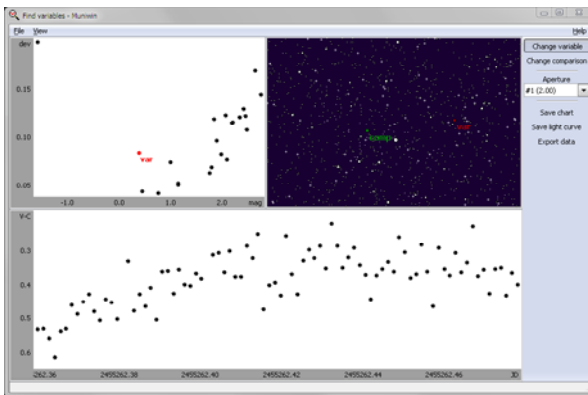 Find variables - Muniwin
File View Help
dev
0.15
0.10
0.05
var
-1.0 0.0 1.0 2.0 mag
comp
var
Change variable
Change comparison
Aperture
#1 (2.00)
Save chart
Save light curve
Export data
V-C
0.3
0.4
0.5
0.6
262.36 2455262.38 2455262.40 2455262.42 2455262.44 2455262.46 JD